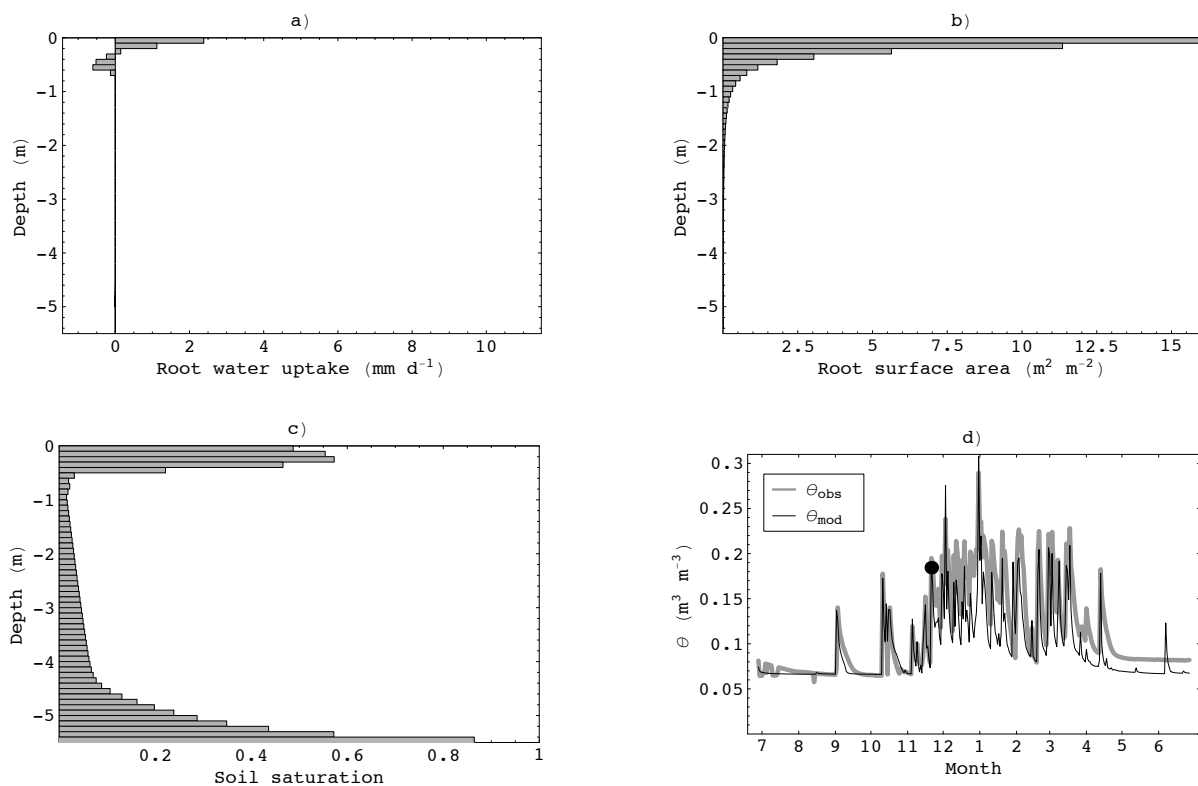 a)
0
-1
-2
-3
-4
-5
Depth (m)
0 2 4 6 8 10
Root water uptake (mm d⁻¹)
b)
0
-1
-2
-3
-4
-5
Depth (m)
2.5 5 7.5 10 12.5 15
Root surface area (m² m⁻²)
c)
0
-1
-2
-3
-4
-5
Depth (m)
0.2 0.4 0.6 0.8 1
Soil saturation
d)
0.3
0.25
0.2
0.15
0.1
0.05
θ (m³ m⁻³)
θobs
θmod
7 8 9 10 11 12 1 2 3 4 5 6
Month